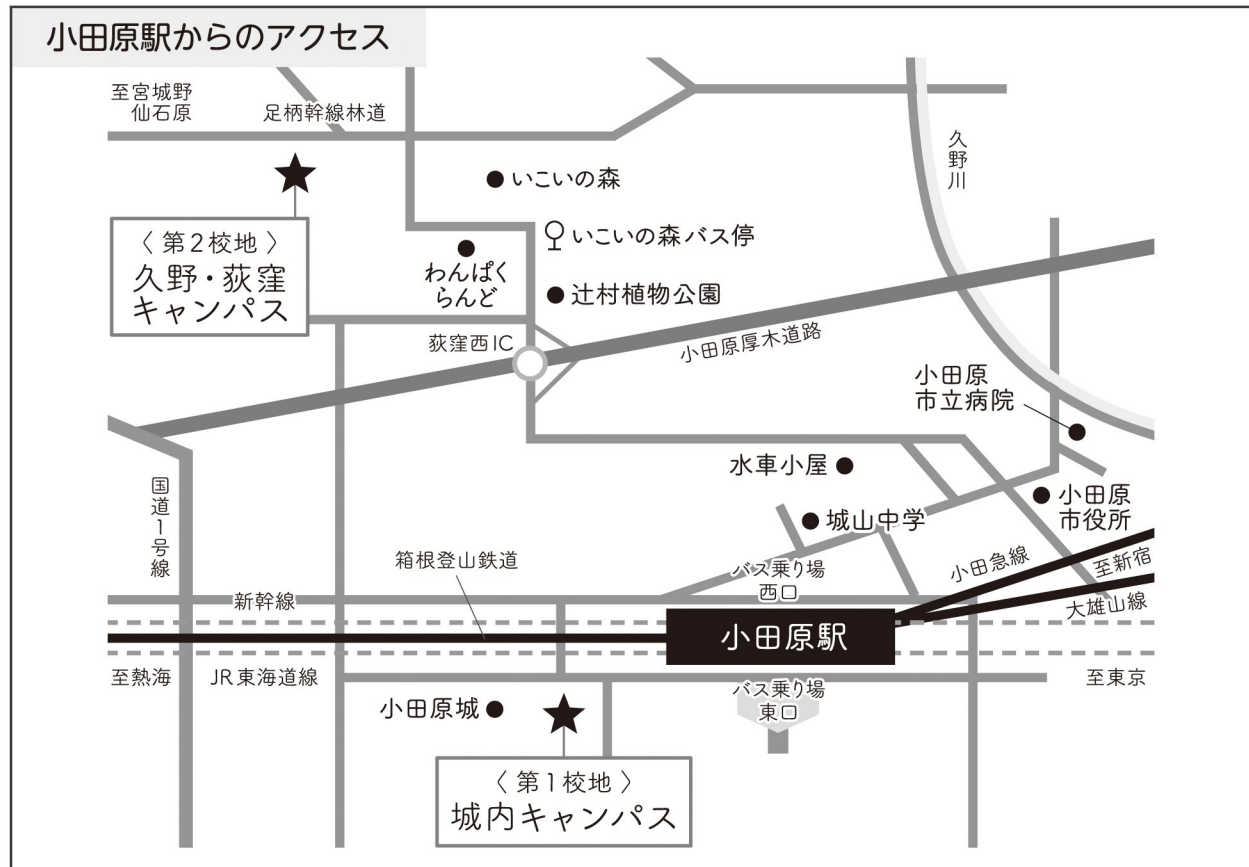 小田原駅からのアクセス
至宮城野
仙石原
足柄幹線林道
久野川
いこいの森
〈 第2校地 〉
久野・荻窪
キャンパス
いこいの森バス停
わんぱく
らんど
辻村植物公園
荻窪西IC
小田原厚木道路
小田原
市立病院
水車小屋
国道1号線
小田原
市役所
城山中学
箱根登山鉄道
バス乗り場
西口
小田急線
至新宿
新幹線
大雄山線
小田原駅
至熱海
JR東海道線
至東京
小田原城
バス乗り場
東口
〈 第1校地 〉
城内キャンパス